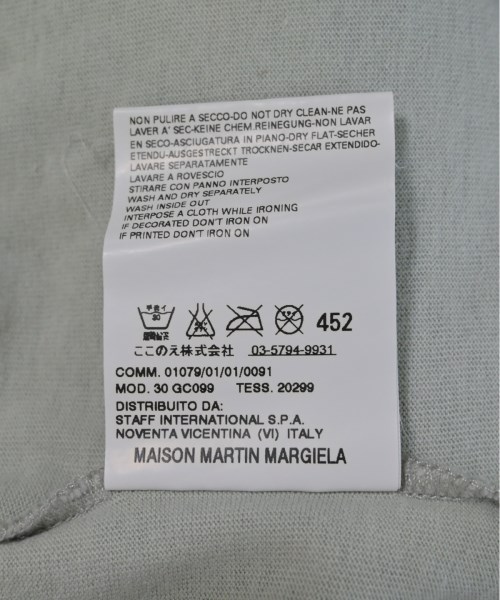 NON PULIRE A SECCO-DO NOT DRY CLEAN-NE PAS
LAVER A' SEC-KEINE CHEM.REINEGUNG-NON LAVAR
EN SECO-ASCIUGATURA IN PIANO-DRY FLAT-SECHER
ETENDU-AUSGESTRECKT TROCKNEN-SECAR EXTENDIDO-
LAVARE SEPARATAMENTE
LAVARE A ROVESCIO
STIRARE CON PANNO INTERPOSTO
WASH AND DRY SEPARATELY
WASH INSIDE OUT
INTERPOSE A CLOTH WHILE IRONING
IF DECORATED DON'T IRON ON
IF PRINTED DON'T IRON ON
手洗イ
30
452
ここのえ株式会社 03-5794-9931
COMM. 01079/01/01/0091
MOD. 30 GC099 TESS. 20299
DISTRIBUITO DA:
STAFF INTERNATIONAL S.P.A.
NOVENTA VICENTINA (VI) ITALY
MAISON MARTIN MARGIELA